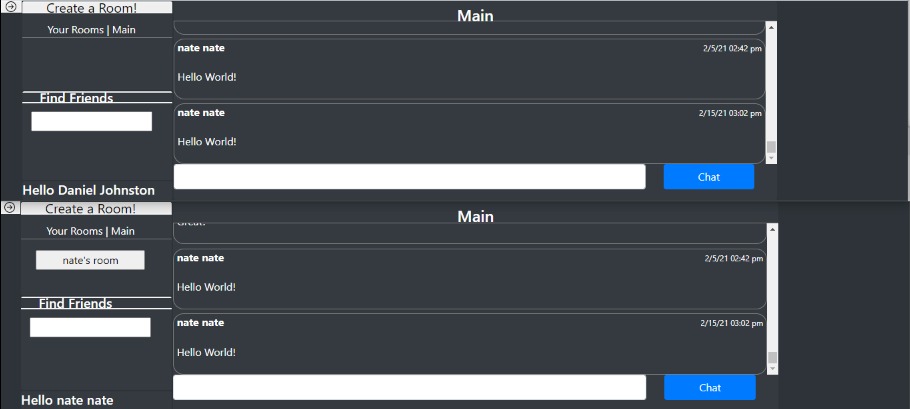 Create a Room!
Your Rooms | Main
Find Friends
Hello Daniel Johnston
Main
nate nate 2/5/21 02:42 pm
Hello World!
nate nate 2/15/21 03:02 pm
Hello World!
Chat
Create a Room!
Your Rooms | Main
nate's room
Find Friends
Hello nate nate
Main
Great!
nate nate 2/5/21 02:42 pm
Hello World!
nate nate 2/15/21 03:02 pm
Hello World!
Chat